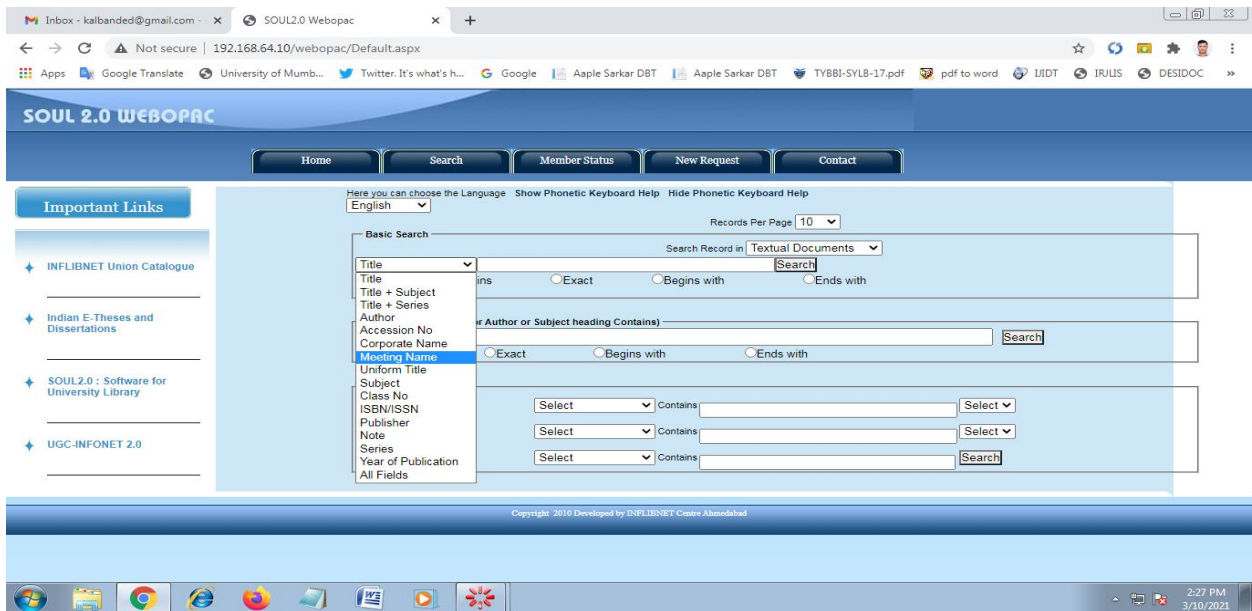 Inbox - kalbanded@gmail.com -
SOUL2.0 Webopac
Not secure | 192.168.64.10/webopac/Default.aspx
Apps Google Translate University of Mumb... Twitter. It's what's h... Google Aaple Sarkar DBT Aaple Sarkar DBT TYBBI-SYLB-17.pdf pdf to word IJIDT IRJLIS DESIDOC »
SOUL 2.0 WEBOPAC
Home Search Member Status New Request Contact
Important Links
INFLIBNET Union Catalogue
Indian E-Theses and
Dissertations
SOUL2.0 : Software for
University Library
UGC-INFONET 2.0
Here you can choose the Language Show Phonetic Keyboard Help Hide Phonetic Keyboard Help
English
Records Per Page 10
Basic Search
Search Record in Textual Documents
Title Search
ins Exact Begins with Ends with
Title
Title + Subject
Title + Series
Author
Accession No
Corporate Name
Meeting Name
Uniform Title
Subject
Class No
ISBN/ISSN
Publisher
Note
Series
Year of Publication
All Fields
r Author or Subject heading Contains)
Search
Exact Begins with Ends with
Select Contains Select
Select Contains Select
Select Contains Search
Copyright 2010 Developed by INFLIBNET Centre Ahmedabad
2:27 PM
3/10/2021